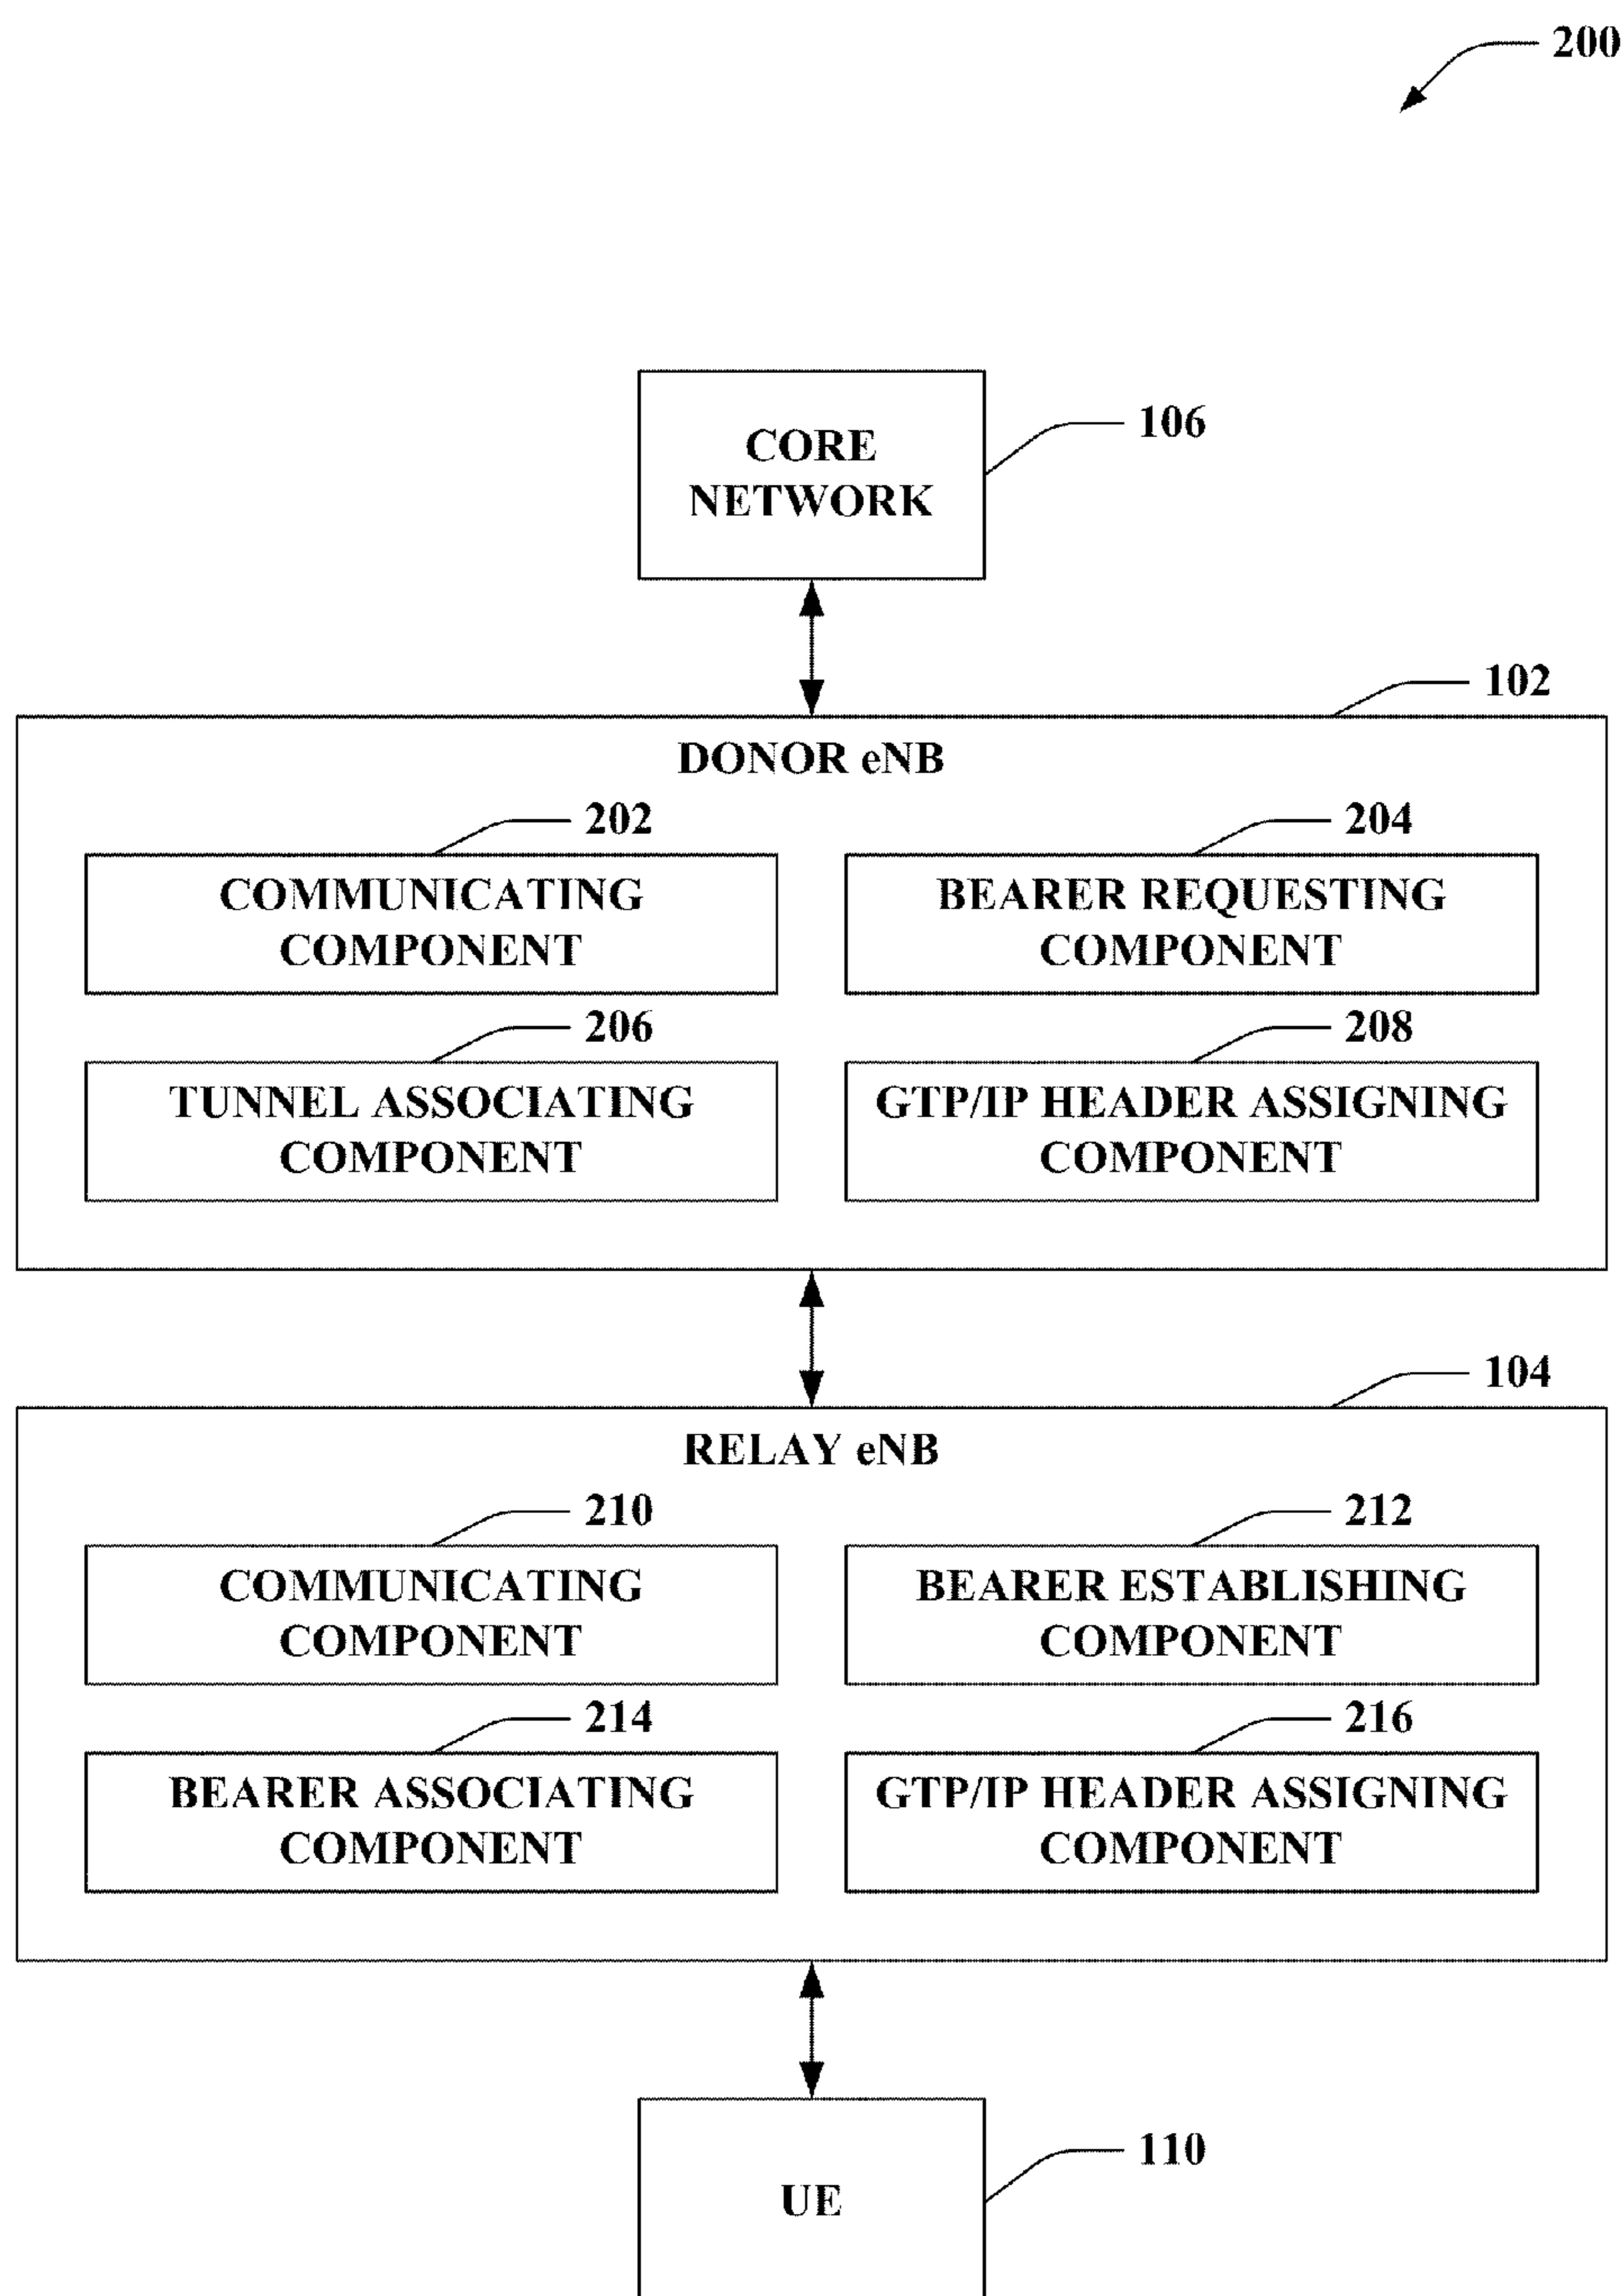 200
CORE
NETWORK
106
102
DONOR eNB
202
204
COMMUNICATING
COMPONENT
BEARER REQUESTING
COMPONENT
206
208
TUNNEL ASSOCIATING
COMPONENT
GTP/IP HEADER ASSIGNING
COMPONENT
104
RELAY eNB
210
212
COMMUNICATING
COMPONENT
BEARER ESTABLISHING
COMPONENT
214
216
BEARER ASSOCIATING
COMPONENT
GTP/IP HEADER ASSIGNING
COMPONENT
110
UE